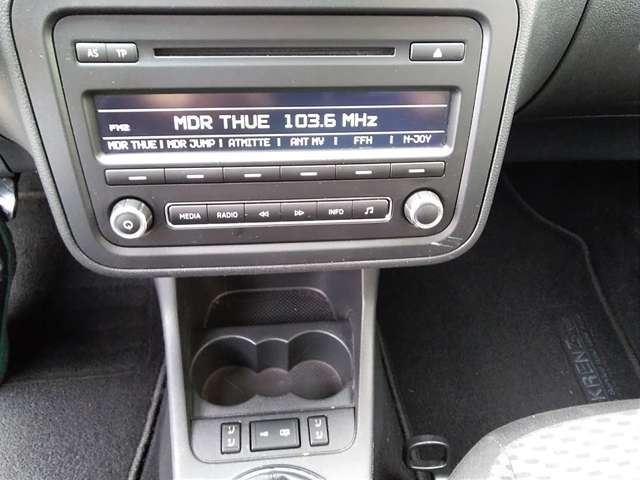 AS TP
FM2 MDR THUE 103.6 MHz
MDR THUE | MDR JUMP | ATMITTE | ANT MV | FFH | N-JOY
MEDIA RADIO INFO
KRENZ